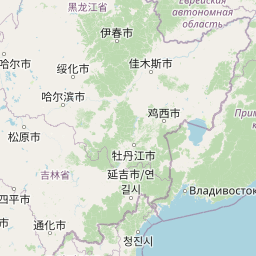 Еврейская
автономная
область
黑龙江省
伊春市
哈尔市
绥化市
佳木斯市
哈尔滨市
鸡西市
松原市
牡丹江市
吉林省
延吉市/연
길시
Владивосток
四平市
通化市
청진시